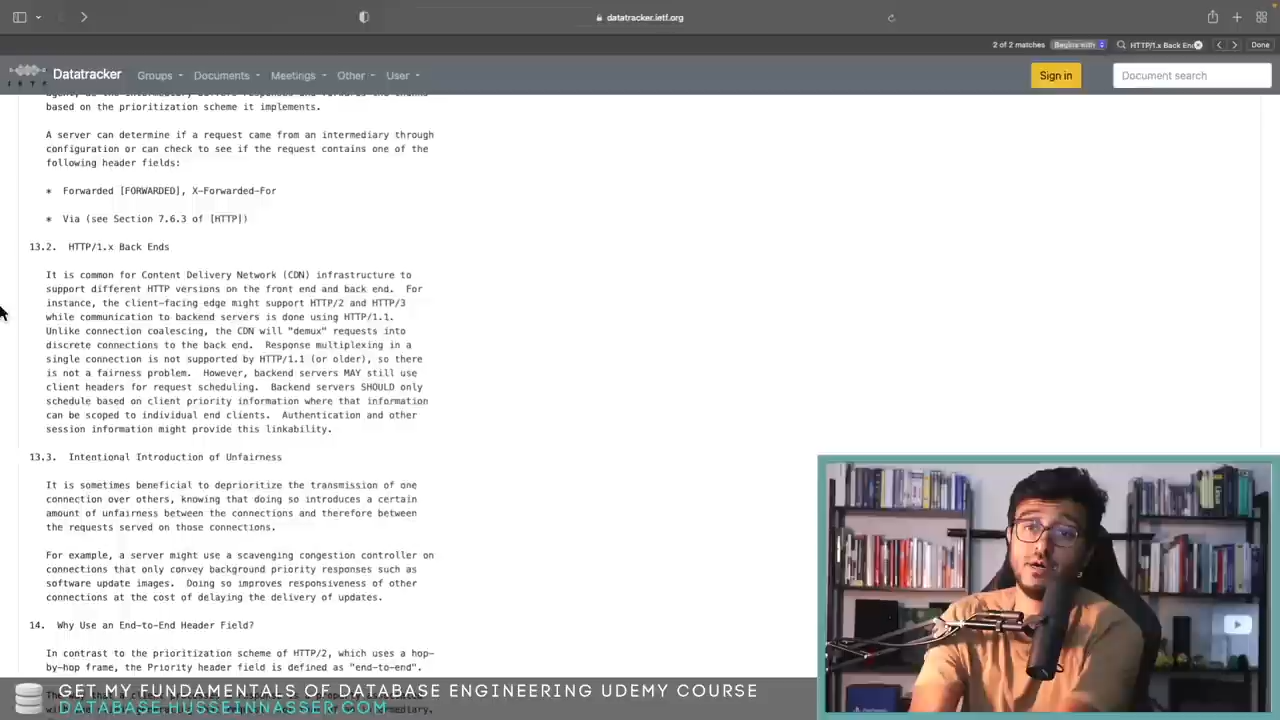 datatracker.ietf.org
2 of 2 matches
Begins with
HTTP/1.x Back End
Done
Datatracker
Groups
Documents
Meetings
Other
User
Sign in
Document search
based on the prioritization scheme it implements.
A server can determine if a request came from an intermediary through
configuration or can check to see if the request contains one of the
following header fields:
* Forwarded [FORWARDED], X-Forwarded-For
* Via (see Section 7.6.3 of [HTTP])
13.2. HTTP/1.x Back Ends
It is common for Content Delivery Network (CDN) infrastructure to
support different HTTP versions on the front end and back end. For
instance, the client-facing edge might support HTTP/2 and HTTP/3
while communication to backend servers is done using HTTP/1.1.
Unlike connection coalescing, the CDN will "demux" requests into
discrete connections to the back end. Response multiplexing in a
single connection is not supported by HTTP/1.1 (or older), so there
is not a fairness problem. However, backend servers MAY still use
client headers for request scheduling. Backend servers SHOULD only
schedule based on client priority information where that information
can be scoped to individual end clients. Authentication and other
session information might provide this linkability.
13.3. Intentional Introduction of Unfairness
It is sometimes beneficial to deprioritize the transmission of one
connection over others, knowing that doing so introduces a certain
amount of unfairness between the connections and therefore between
the requests served on those connections.
For example, a server might use a scavenging congestion controller on
connections that only convey background priority responses such as
software update images. Doing so improves responsiveness of other
connections at the cost of delaying the delivery of updates.
14. Why Use an End-to-End Header Field?
In contrast to the prioritization scheme of HTTP/2, which uses a hop-
by-hop frame, the Priority header field is defined as "end-to-end".
GET MY FUNDAMENTALS OF DATABASE ENGINEERING UDEMY COURSE
DATABASE.HUSSEINNASSER.COM